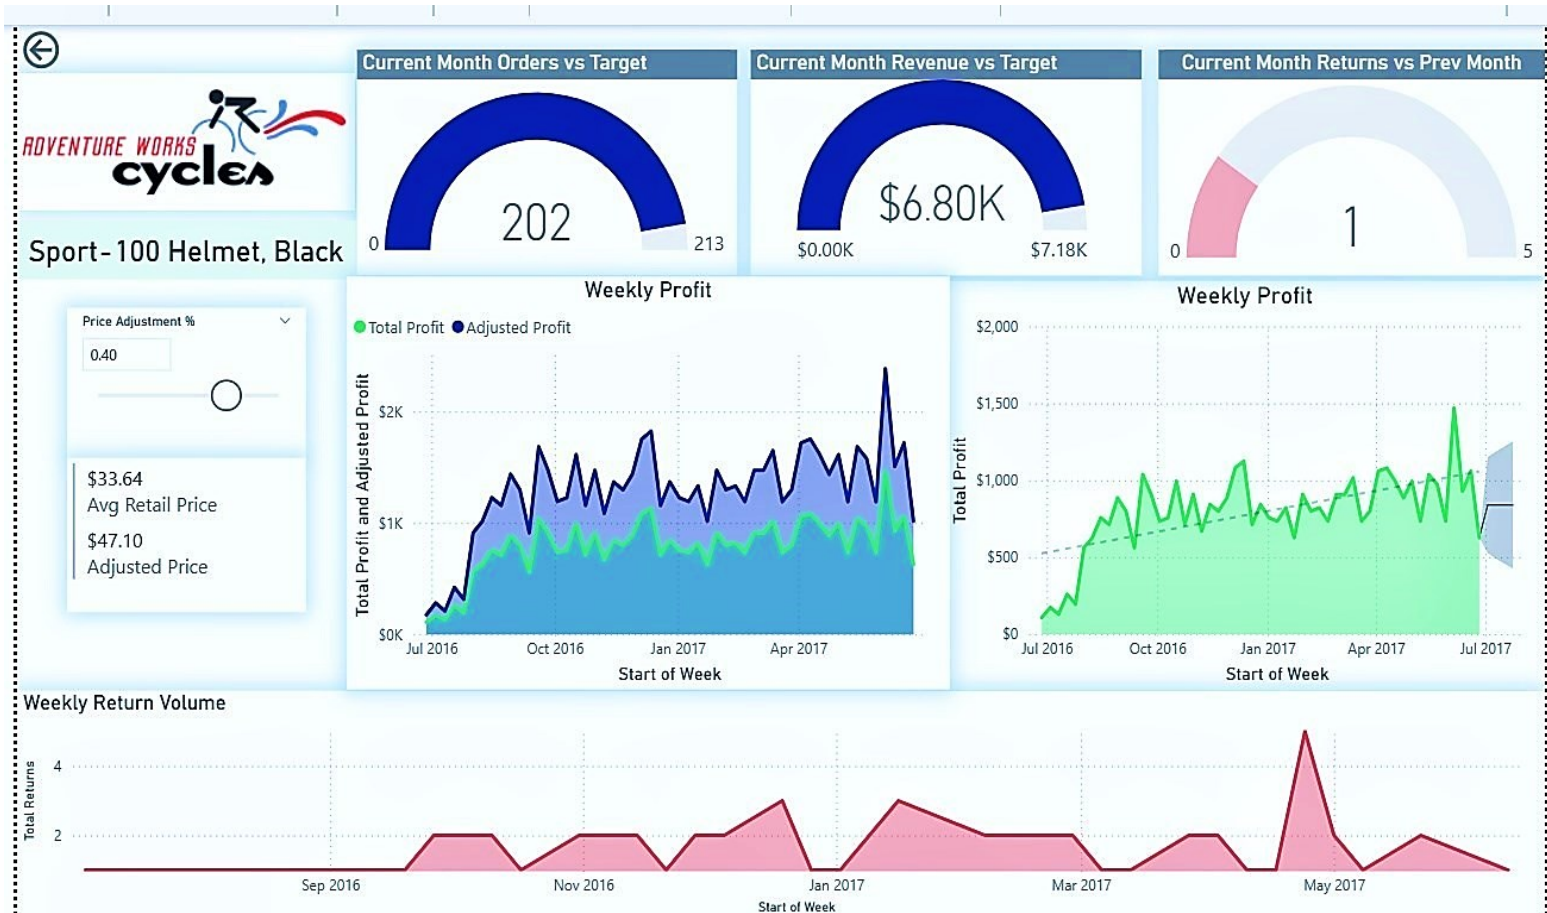 Current Month Orders vs Target
Current Month Revenue vs Target
Current Month Returns vs Prev Month
ADVENTURE WORKS
cycles
202
0
213
$6.80K
$0.00K
$7.18K
1
0
5
Sport-100 Helmet, Black
Price Adjustment %
0.40
$33.64
Avg Retail Price
$47.10
Adjusted Price
Weekly Profit
Total Profit
Adjusted Profit
Total Profit and Adjusted Profit
$2K
$1K
$0K
Jul 2016
Oct 2016
Jan 2017
Apr 2017
Start of Week
Weekly Profit
Total Profit
$2,000
$1,500
$1,000
$500
$0
Jul 2016
Oct 2016
Jan 2017
Apr 2017
Jul 2017
Start of Week
Weekly Return Volume
Total Returns
4
2
Sep 2016
Nov 2016
Jan 2017
Mar 2017
May 2017
Start of Week